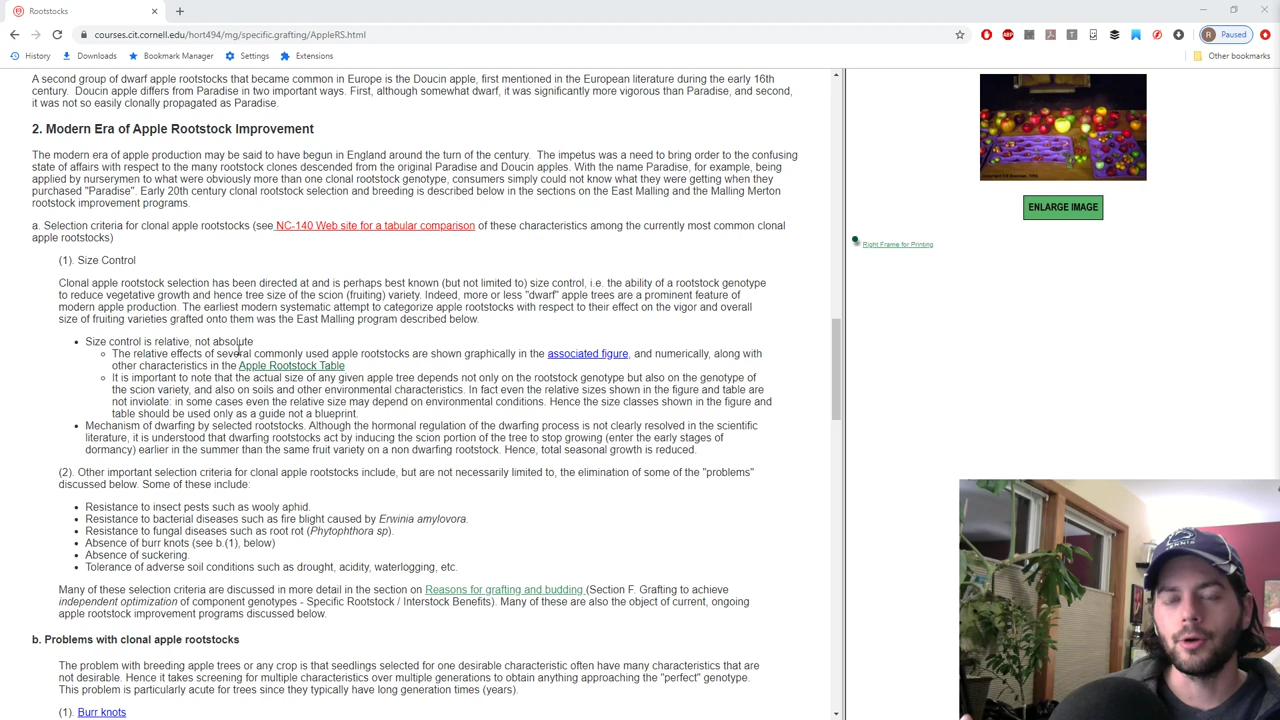 Rootstocks
courses.cit.cornell.edu/hort494/mg/specific.grafting/AppleRS.html
Paused
History
Downloads
Bookmark Manager
Settings
Extensions
Other bookmarks
A second group of dwarf apple rootstocks that became common in Europe is the Doucin apple, first mentioned in the European literature during the early 16th
century. Doucin apple differs from Paradise in two important ways. First, although somewhat dwarf, it was significantly more vigorous than Paradise, and second,
it was not so easily clonally propagated as Paradise.
2. Modern Era of Apple Rootstock Improvement
The modern era of apple production may be said to have begun in England around the turn of the century. The impetus was a need to bring order to the confusing
state of affairs with respect to the many rootstock clones descended from the original Paradise and Doucin apples. With the name Paradise, for example, being
applied by nurserymen to what were obviously more than one clonal rootstock genotype, consumers simply could not know what they were getting when they
purchased "Paradise". Early 20th century clonal rootstock selection and breeding is described below in the sections on the East Malling and the Malling Merton
rootstock improvement programs.
a. Selection criteria for clonal apple rootstocks (see NC-140 Web site for a tabular comparison of these characteristics among the currently most common clonal
apple rootstocks)
(1). Size Control
Clonal apple rootstock selection has been directed at and is perhaps best known (but not limited to) size control, i.e. the ability of a rootstock genotype
to reduce vegetative growth and hence tree size of the scion (fruiting) variety. Indeed, more or less "dwarf" apple trees are a prominent feature of
modern apple production. The earliest modern systematic attempt to categorize apple rootstocks with respect to their effect on the vigor and overall
size of fruiting varieties grafted onto them was the East Malling program described below.
Size control is relative, not absolute
The relative effects of several commonly used apple rootstocks are shown graphically in the associated figure, and numerically, along with
other characteristics in the Apple Rootstock Table
It is important to note that the actual size of any given apple tree depends not only on the rootstock genotype but also on the genotype of
the scion variety, and also on soils and other environmental characteristics. In fact even the relative sizes shown in the figure and table are
not inviolate: in some cases even the relative size may depend on environmental conditions. Hence the size classes shown in the figure and
table should be used only as a guide not a blueprint.
Mechanism of dwarfing by selected rootstocks. Although the hormonal regulation of the dwarfing process is not clearly resolved in the scientific
literature, it is understood that dwarfing rootstocks act by inducing the scion portion of the tree to stop growing (enter the early stages of
dormancy) earlier in the summer than the same fruit variety on a non dwarfing rootstock. Hence, total seasonal growth is reduced.
(2). Other important selection criteria for clonal apple rootstocks include, but are not necessarily limited to, the elimination of some of the "problems"
discussed below. Some of these include:
Resistance to insect pests such as wooly aphid.
Resistance to bacterial diseases such as fire blight caused by Erwinia amylovora.
Resistance to fungal diseases such as root rot (Phytophthora sp).
Absence of burr knots (see b.(1), below)
Absence of suckering.
Tolerance of adverse soil conditions such as drought, acidity, waterlogging, etc.
Many of these selection criteria are discussed in more detail in the section on Reasons for grafting and budding (Section F. Grafting to achieve
independent optimization of component genotypes - Specific Rootstock / Interstock Benefits). Many of these are also the object of current, ongoing
apple rootstock improvement programs discussed below.
b. Problems with clonal apple rootstocks
The problem with breeding apple trees or any crop is that seedlings selected for one desirable characteristic often have many characteristics that are
not desirable. Hence it takes screening for multiple characteristics over multiple generations to obtain anything approaching the "perfect" genotype.
This problem is particularly acute for trees since they typically have long generation times (years).
(1). Burr knots
ENLARGE IMAGE
Right Frame for Printing